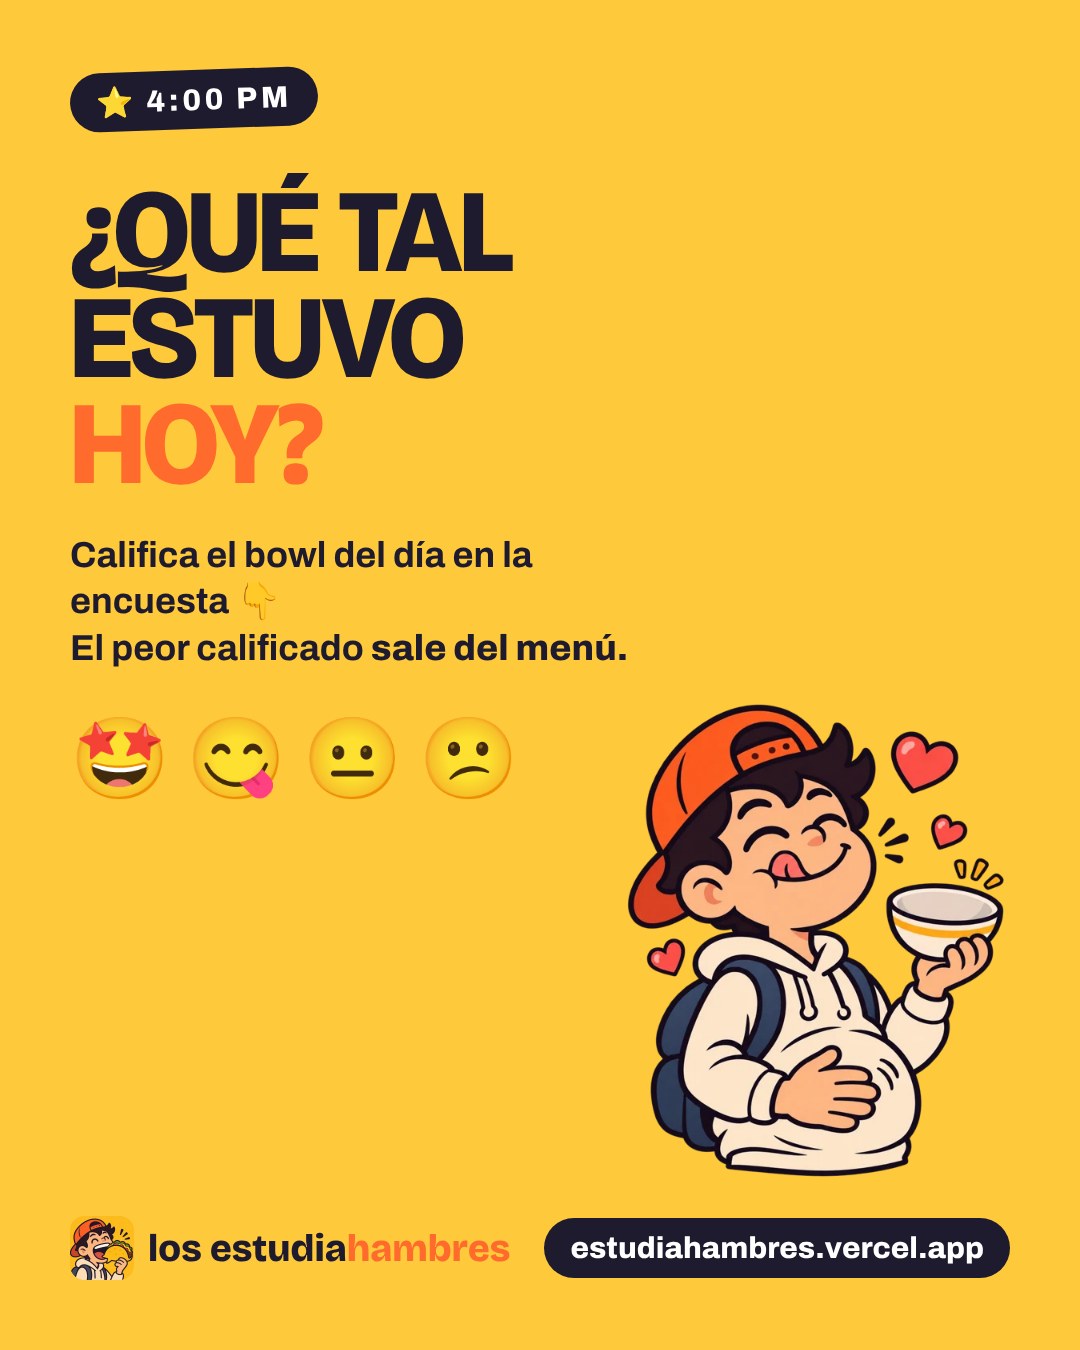 ⭐ 4:00 PM
¿QUÉ TAL
ESTUVO
HOY?
Califica el bowl del día en la
encuesta 👇
El peor calificado sale del menú.
🤩 😋 😐 😕
los estudiahambres
estudiahambres.vercel.app